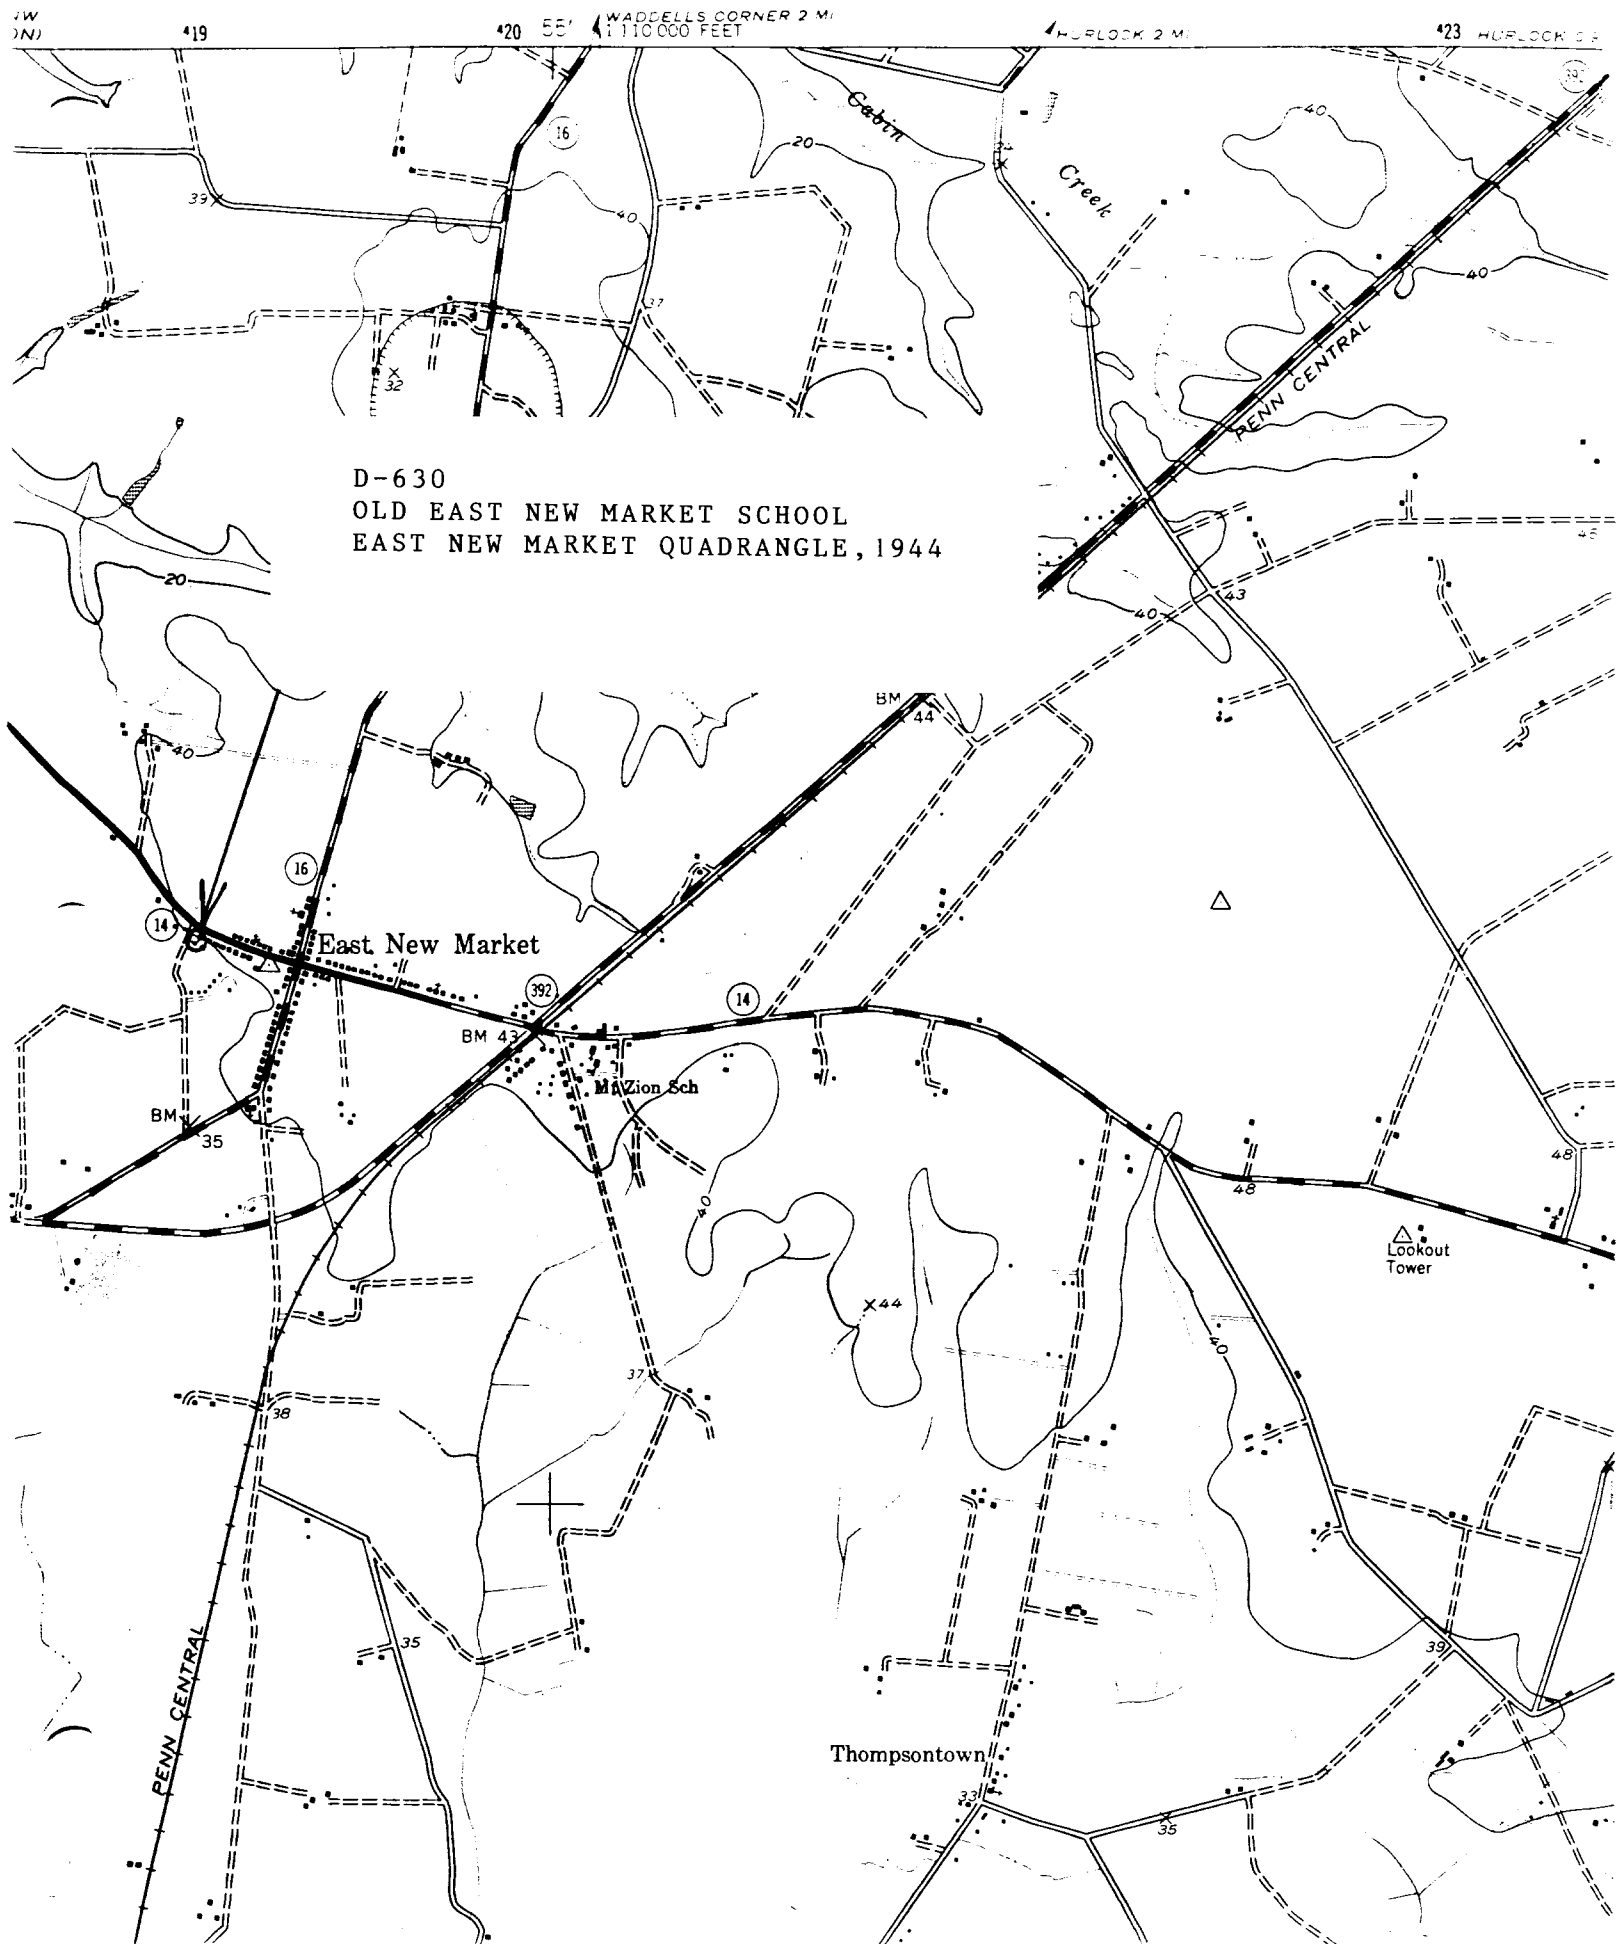 419
420
55'
WADDELLS CORNER 2 MI.
1 110 000 FEET
HURLOCK 2 MI.
423
392
40
Cabin
16
20
Creek
39
40
40
37
32
PENN CENTRAL
D-630
OLD EAST NEW MARKET SCHOOL
EAST NEW MARKET QUADRANGLE, 1944
20
43
40
BM
44
40
16
14
East New Market
392
14
BM 43
Mt Zion Sch
BM
35
48
48
40
Lookout
Tower
44
40
37
38
35
39
PENN CENTRAL
Thompsontown
33
35